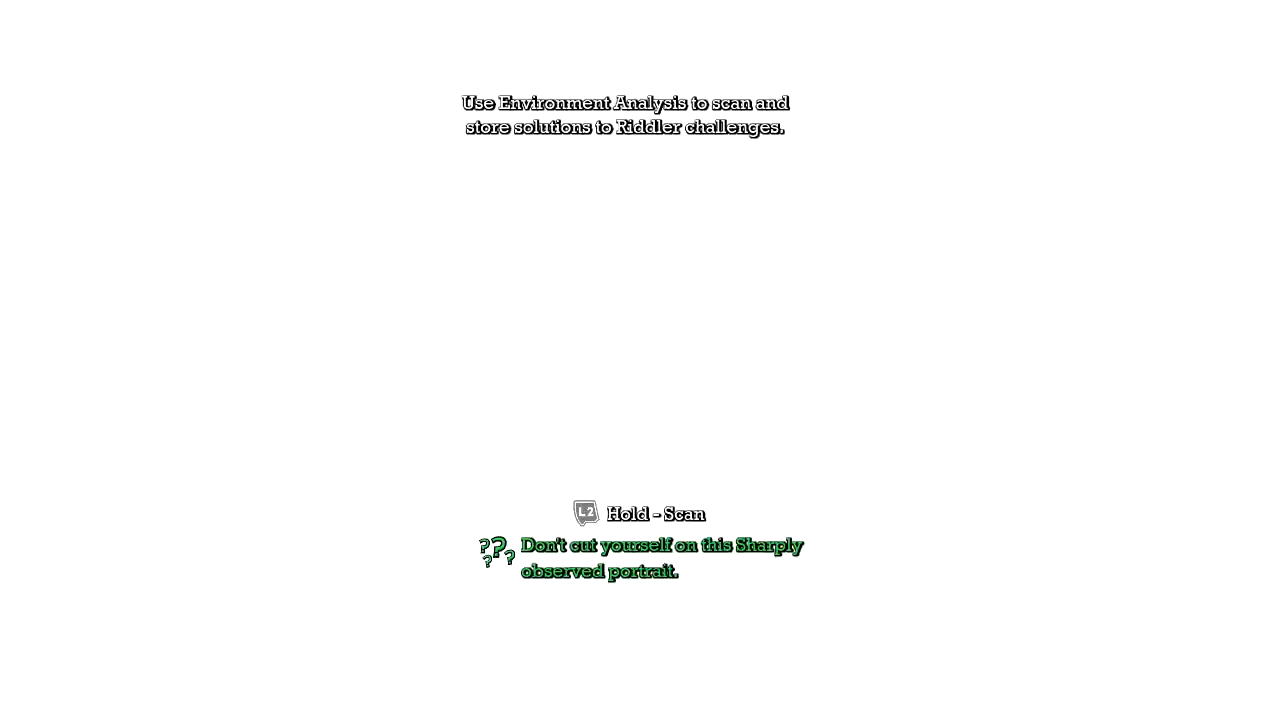 Use Environment Analysis to scan and
store solutions to Riddler challenges.
L2 Hold - Scan
???? Don't cut yourself on this Sharply
observed portrait.